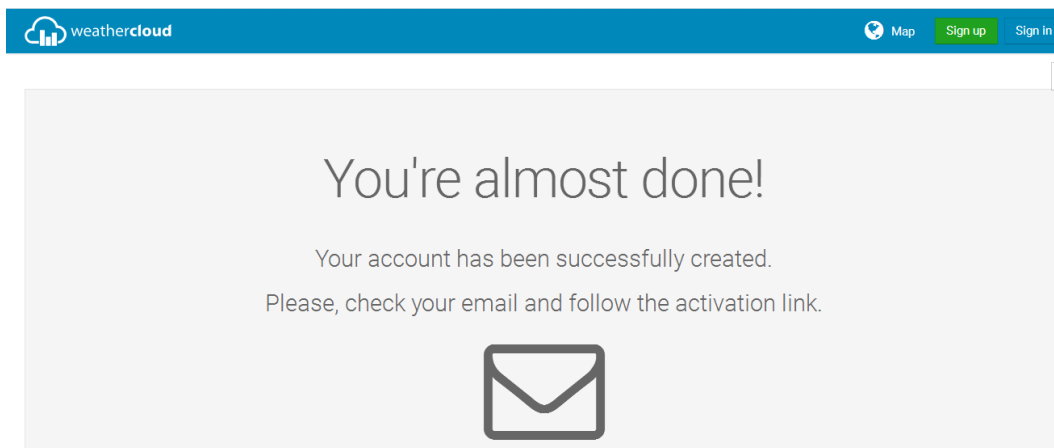 weathercloud
Map
Sign up
Sign in
You're almost done!
Your account has been successfully created.
Please, check your email and follow the activation link.